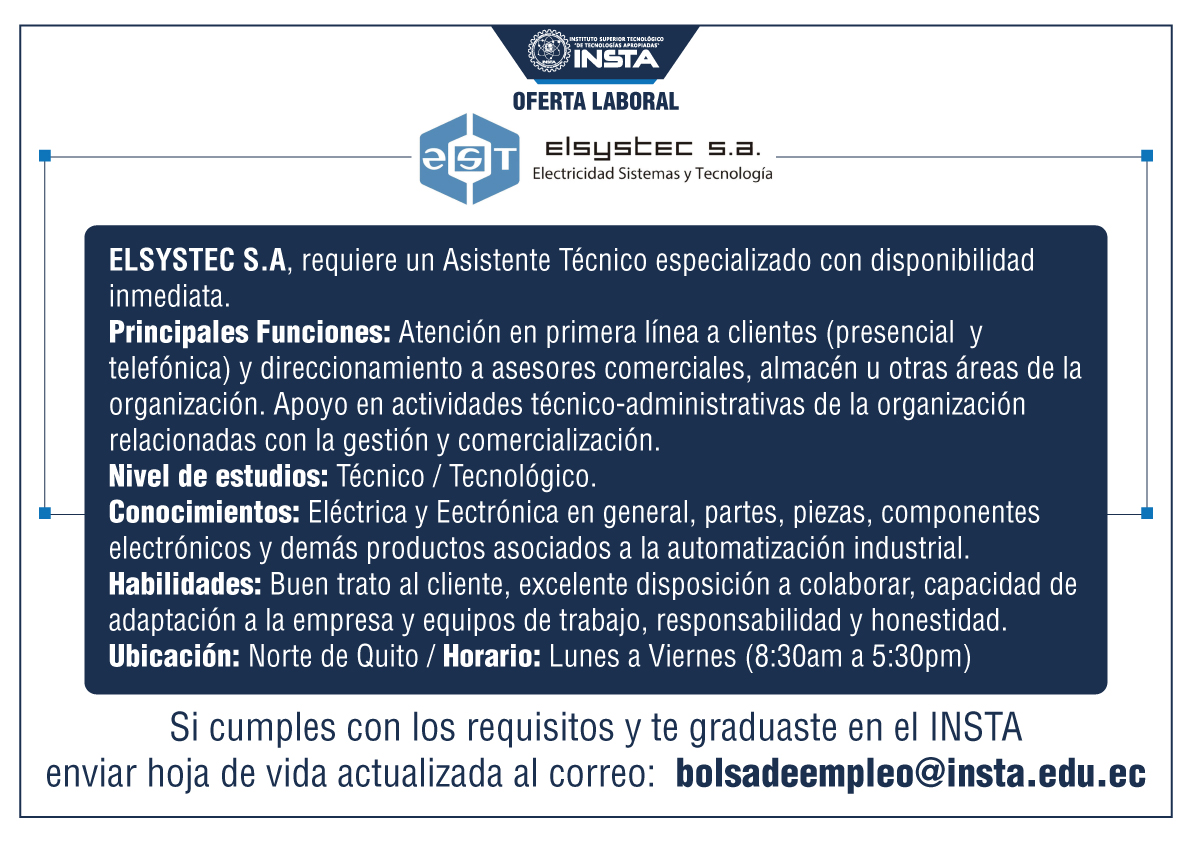 INSTITUTO SUPERIOR TECNOLÓGICO
"DE TECNOLOGÍAS APROPIADAS"
INSTA
OFERTA LABORAL
eST
elsystec s.a.
Electricidad Sistemas y Tecnología
ELSYSTEC S.A, requiere un Asistente Técnico especializado con disponibilidad
inmediata.
Principales Funciones: Atención en primera línea a clientes (presencial y
telefónica) y direccionamiento a asesores comerciales, almacén u otras áreas de la
organización. Apoyo en actividades técnico-administrativas de la organización
relacionadas con la gestión y comercialización.
Nivel de estudios: Técnico / Tecnológico.
Conocimientos: Eléctrica y Eectrónica en general, partes, piezas, componentes
electrónicos y demás productos asociados a la automatización industrial.
Habilidades: Buen trato al cliente, excelente disposición a colaborar, capacidad de
adaptación a la empresa y equipos de trabajo, responsabilidad y honestidad.
Ubicación: Norte de Quito / Horario: Lunes a Viernes (8:30am a 5:30pm)
Si cumples con los requisitos y te graduaste en el INSTA
enviar hoja de vida actualizada al correo: bolsadeempleo@insta.edu.ec